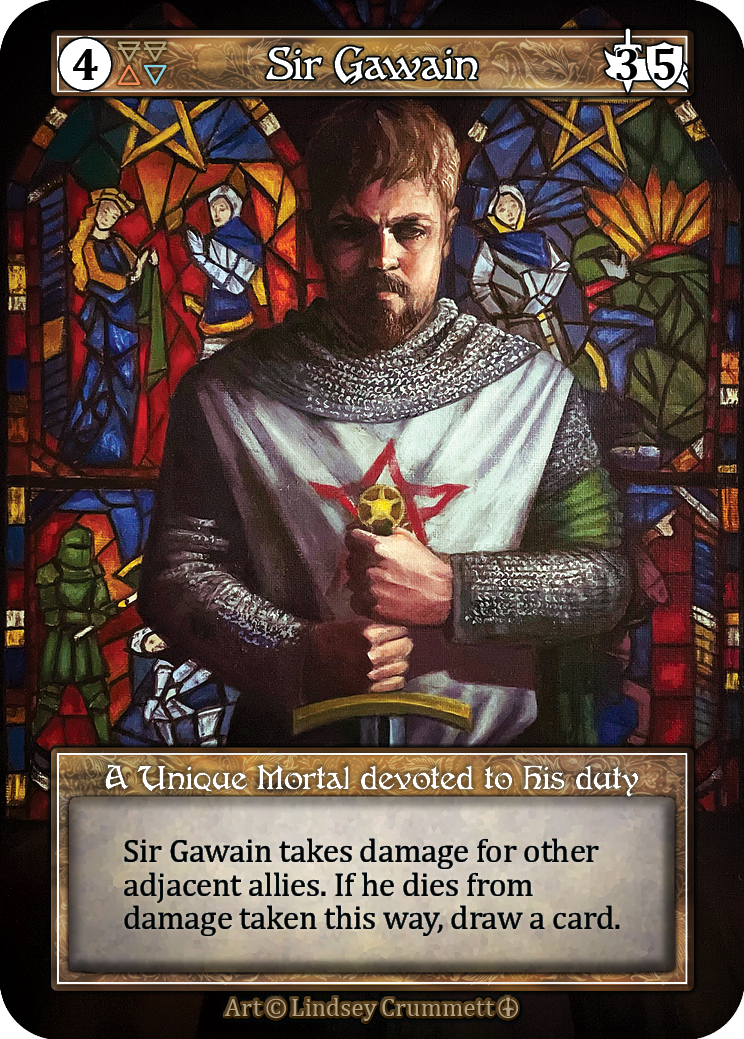 4 Sir Gawain 3 5
A Unique Mortal devoted to his duty
Sir Gawain takes damage for other
adjacent allies. If he dies from
damage taken this way, draw a card.
Art © Lindsey Crummett